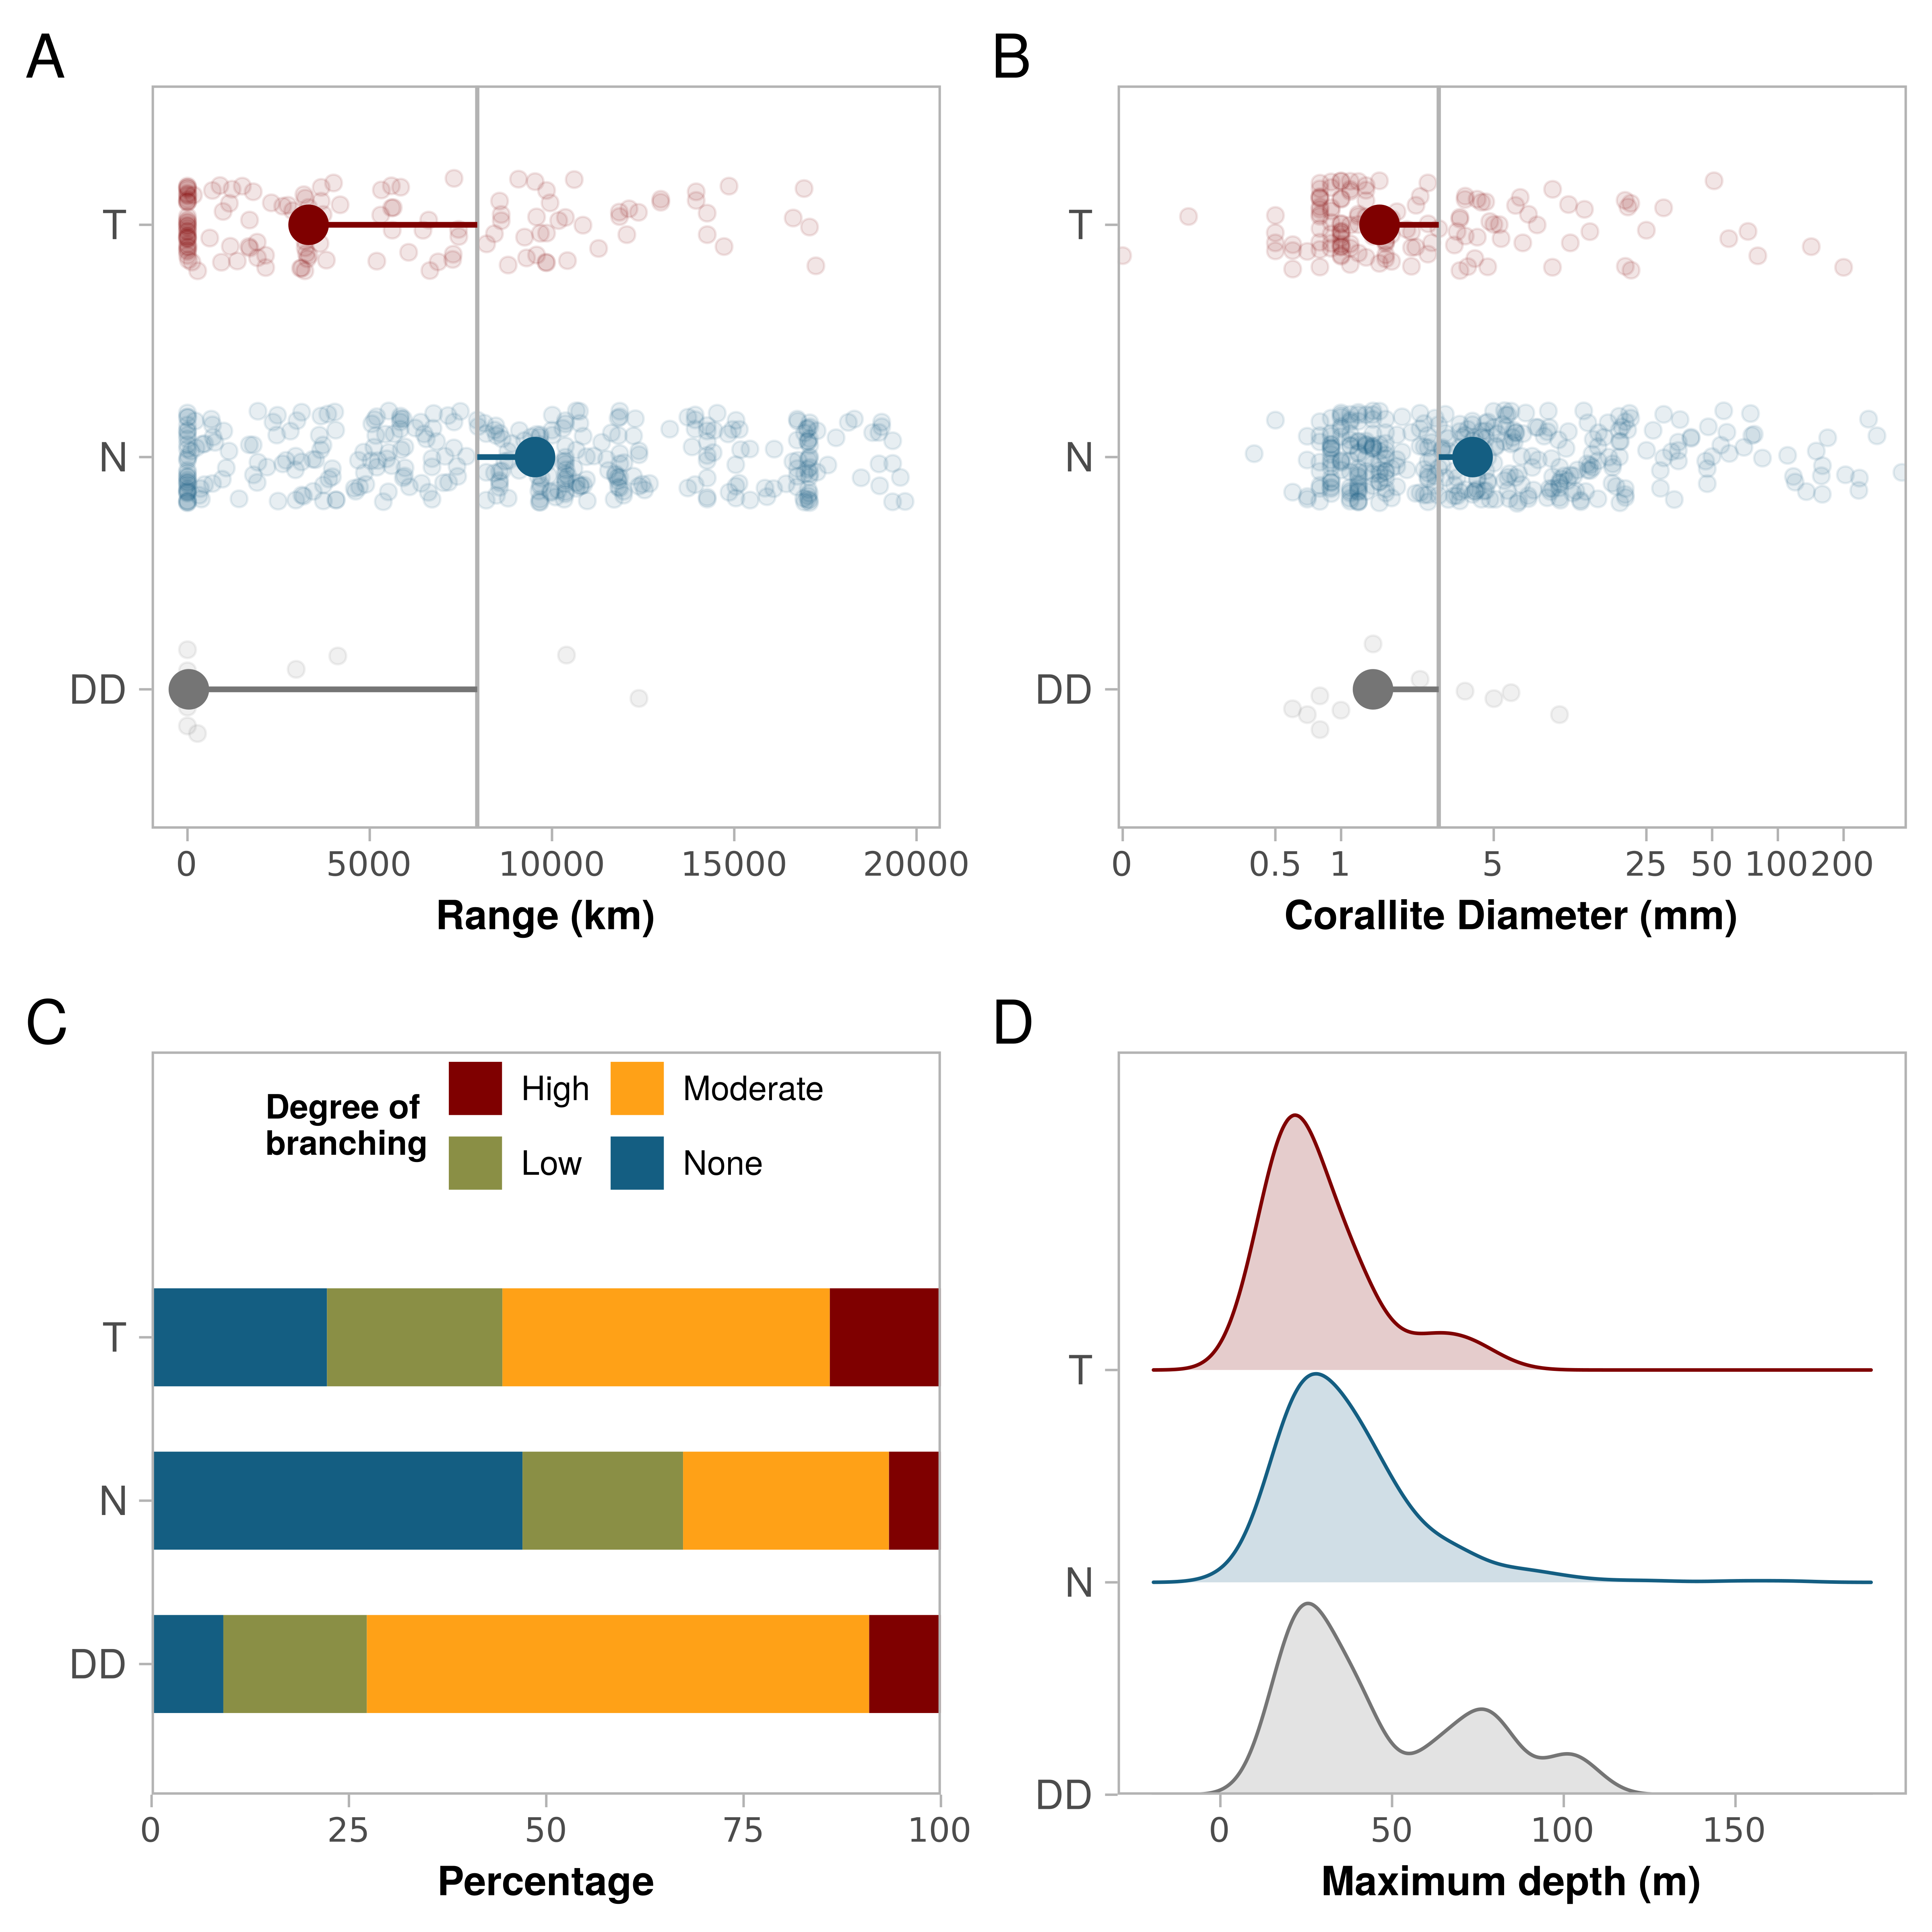 A
T
N
DD
0 5000 10000 15000 20000
Range (km)
B
T
N
DD
0 0.5 1 5 25 50 100 200
Corallite Diameter (mm)
C
Degree of
branching
High Moderate
Low None
T
N
DD
0 25 50 75 100
Percentage
D
T
N
DD
0 50 100 150
Maximum depth (m)